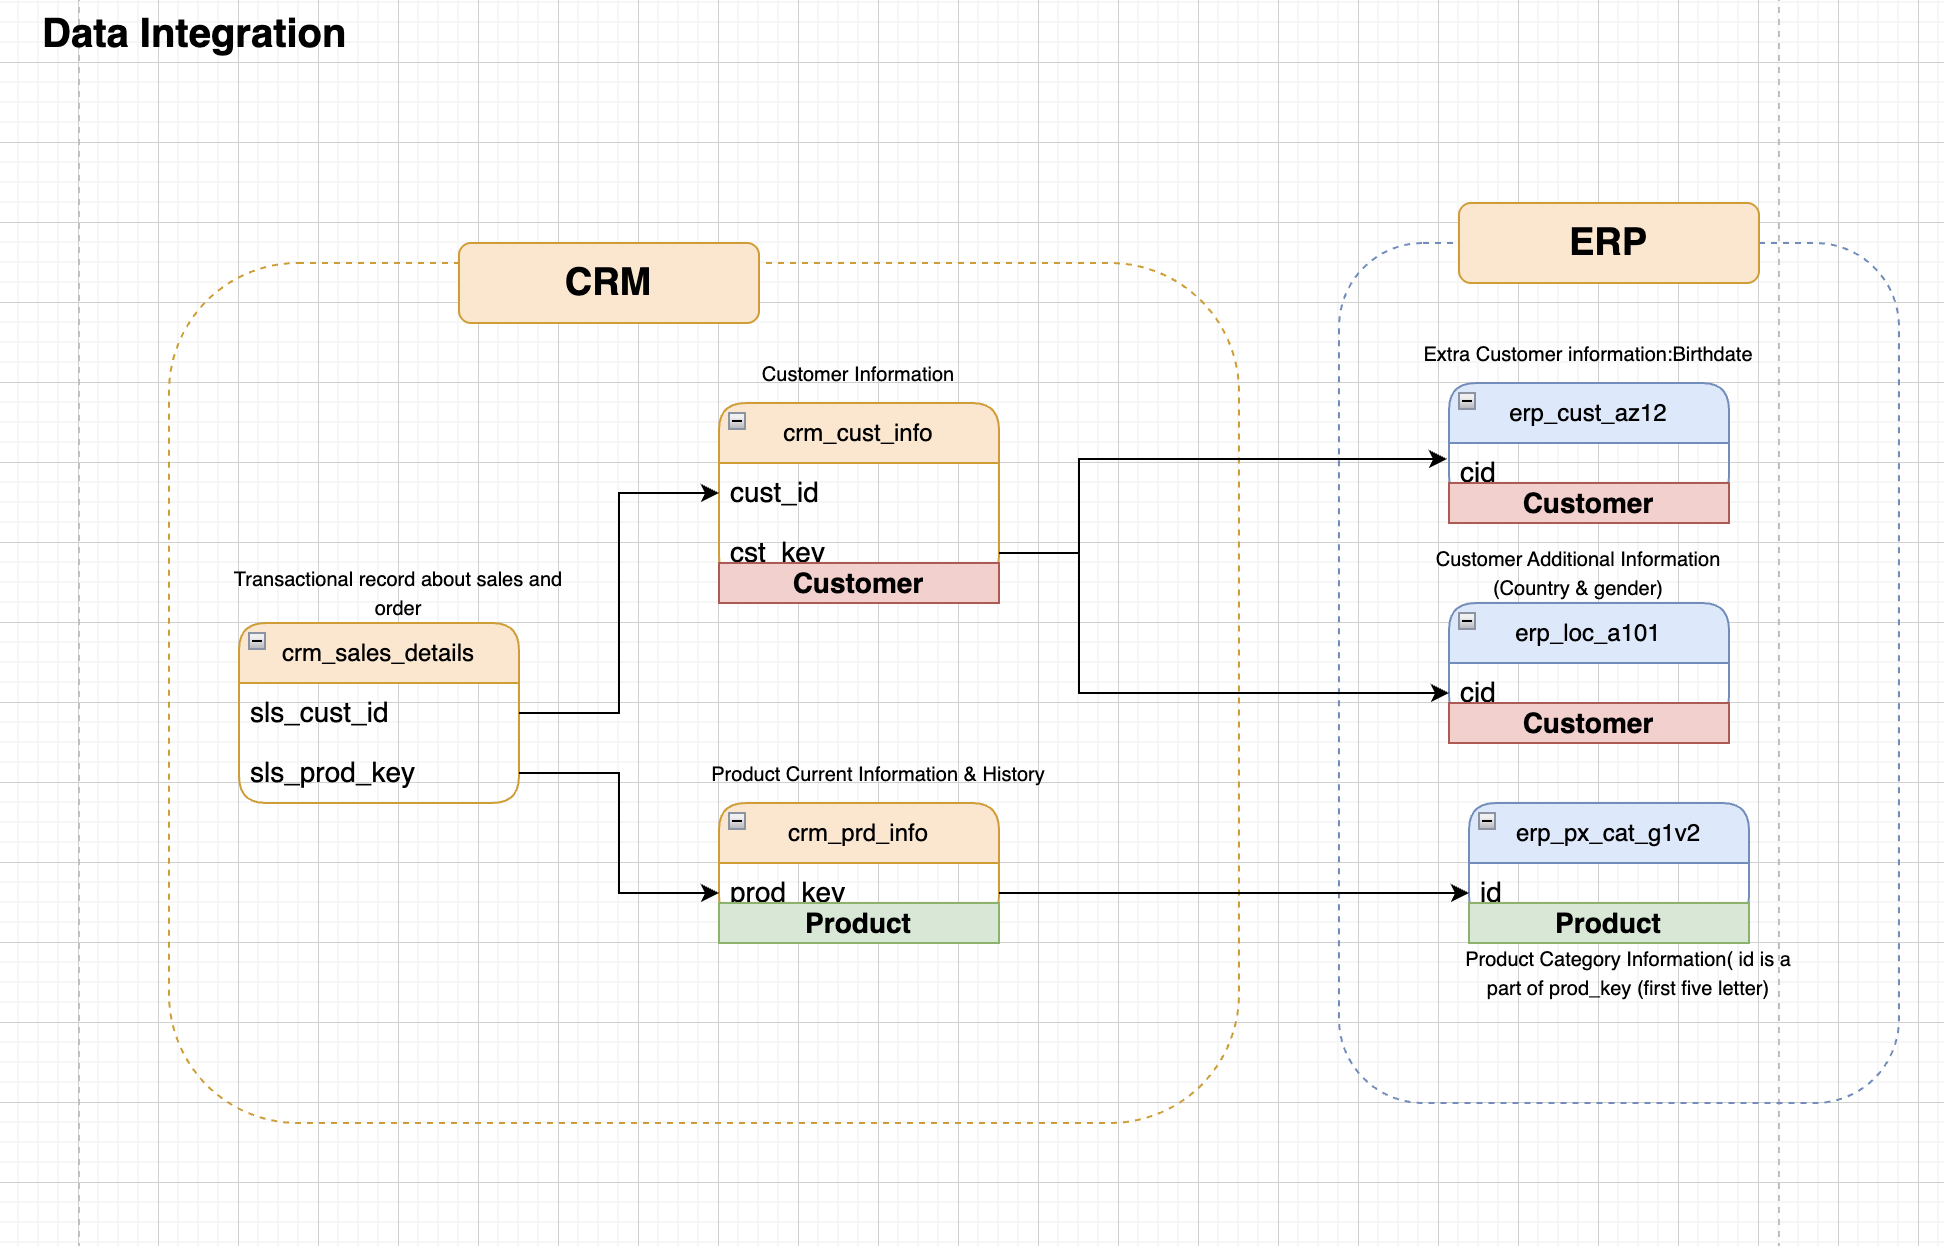 Data Integration
CRM
ERP
Customer Information
crm_cust_info
cust_id
cst_key
Customer
Transactional record about sales and
order
crm_sales_details
sls_cust_id
sls_prod_key
Product Current Information & History
crm_prd_info
prod_key
Product
Extra Customer information:Birthdate
erp_cust_az12
cid
Customer
Customer Additional Information
(Country & gender)
erp_loc_a101
cid
Customer
erp_px_cat_g1v2
id
Product
Product Category Information( id is a
part of prod_key (first five letter)